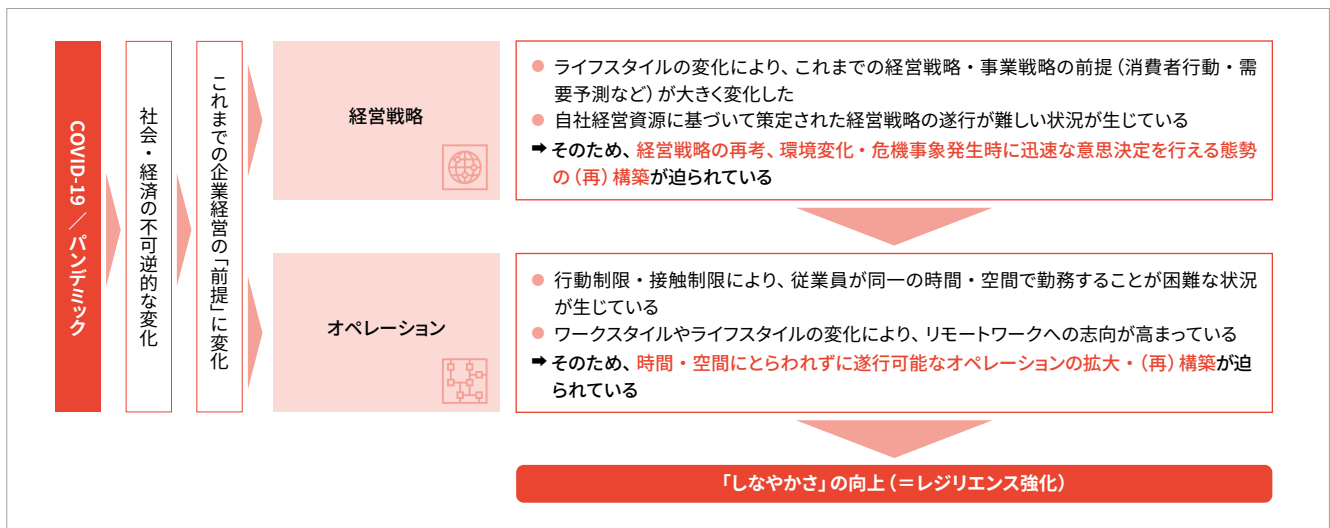 COVID-19／パンデミック
社会・経済の不可逆的な変化
これまでの企業経営の「前提」に変化
経営戦略
● ライフスタイルの変化により、これまでの経営戦略・事業戦略の前提（消費者行動・需
要予測など）が大きく変化した
● 自社経営資源に基づいて策定された経営戦略の遂行が難しい状況が生じている
➡ そのため、経営戦略の再考、環境変化・危機事象発生時に迅速な意思決定を行える態勢
の（再）構築が迫られている
オペレーション
● 行動制限・接触制限により、従業員が同一の時間・空間で勤務することが困難な状況
が生じている
● ワークスタイルやライフスタイルの変化により、リモートワークへの志向が高まっている
➡ そのため、時間・空間にとらわれずに遂行可能なオペレーションの拡大・（再）構築が迫
られている
「しなやかさ」の向上（＝レジリエンス強化）